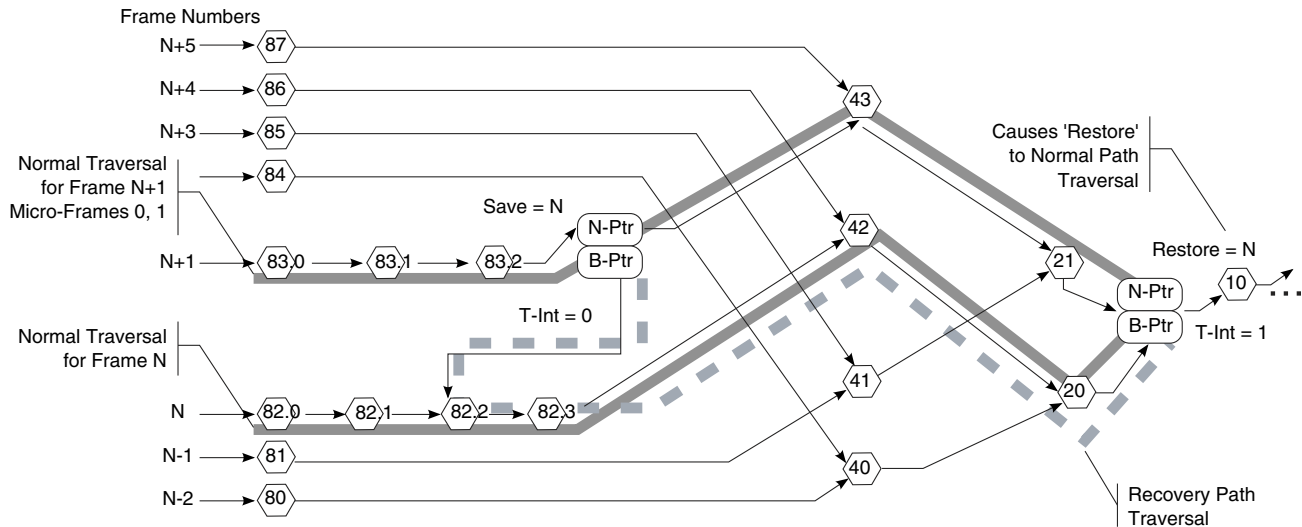 Frame Numbers
N+5
87
N+4
86
43
N+3
85
Causes 'Restore'
to Normal Path
Traversal
Normal Traversal
for Frame N+1
Micro-Frames 0, 1
84
Save = N
N-Ptr
42
Restore = N
N+1
83.0
83.1
83.2
B-Ptr
21
10
...
N-Ptr
T-Int = 0
B-Ptr
T-Int = 1
Normal Traversal
for Frame N
41
20
N
82.0
82.1
82.2
82.3
N-1
81
40
N-2
80
Recovery Path
Traversal